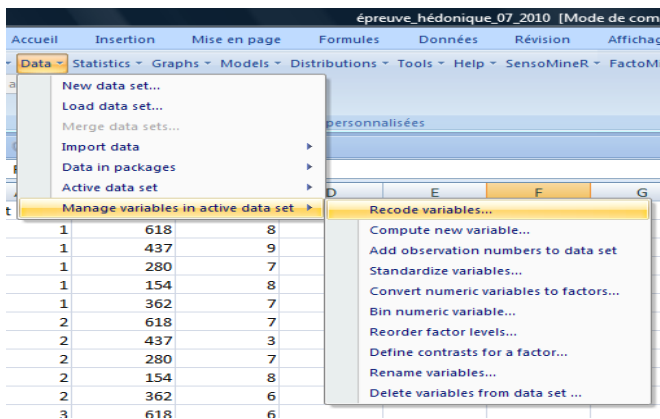 épreuve_hédonique_07_2010 [Mode de com
Accueil Insertion Mise en page Formules Données Révision Affichag
Data Statistics Graphs Models Distributions Tools Help SensoMineR FactoMi
New data set...
Load data set...
Merge data sets...
personnalisées
Import data
Data in packages
Active data set
D E F G
Manage variables in active data set
Recode variables...
1 618 8
Compute new variable...
1 437 9
Add observation numbers to data set
1 280 7
Standardize variables...
1 154 8
Convert numeric variables to factors...
1 362 7
Bin numeric variable...
2 618 7
Reorder factor levels...
2 437 3
Define contrasts for a factor...
2 280 7
Rename variables...
2 154 8
Delete variables from data set ...
2 362 6
3 618 6